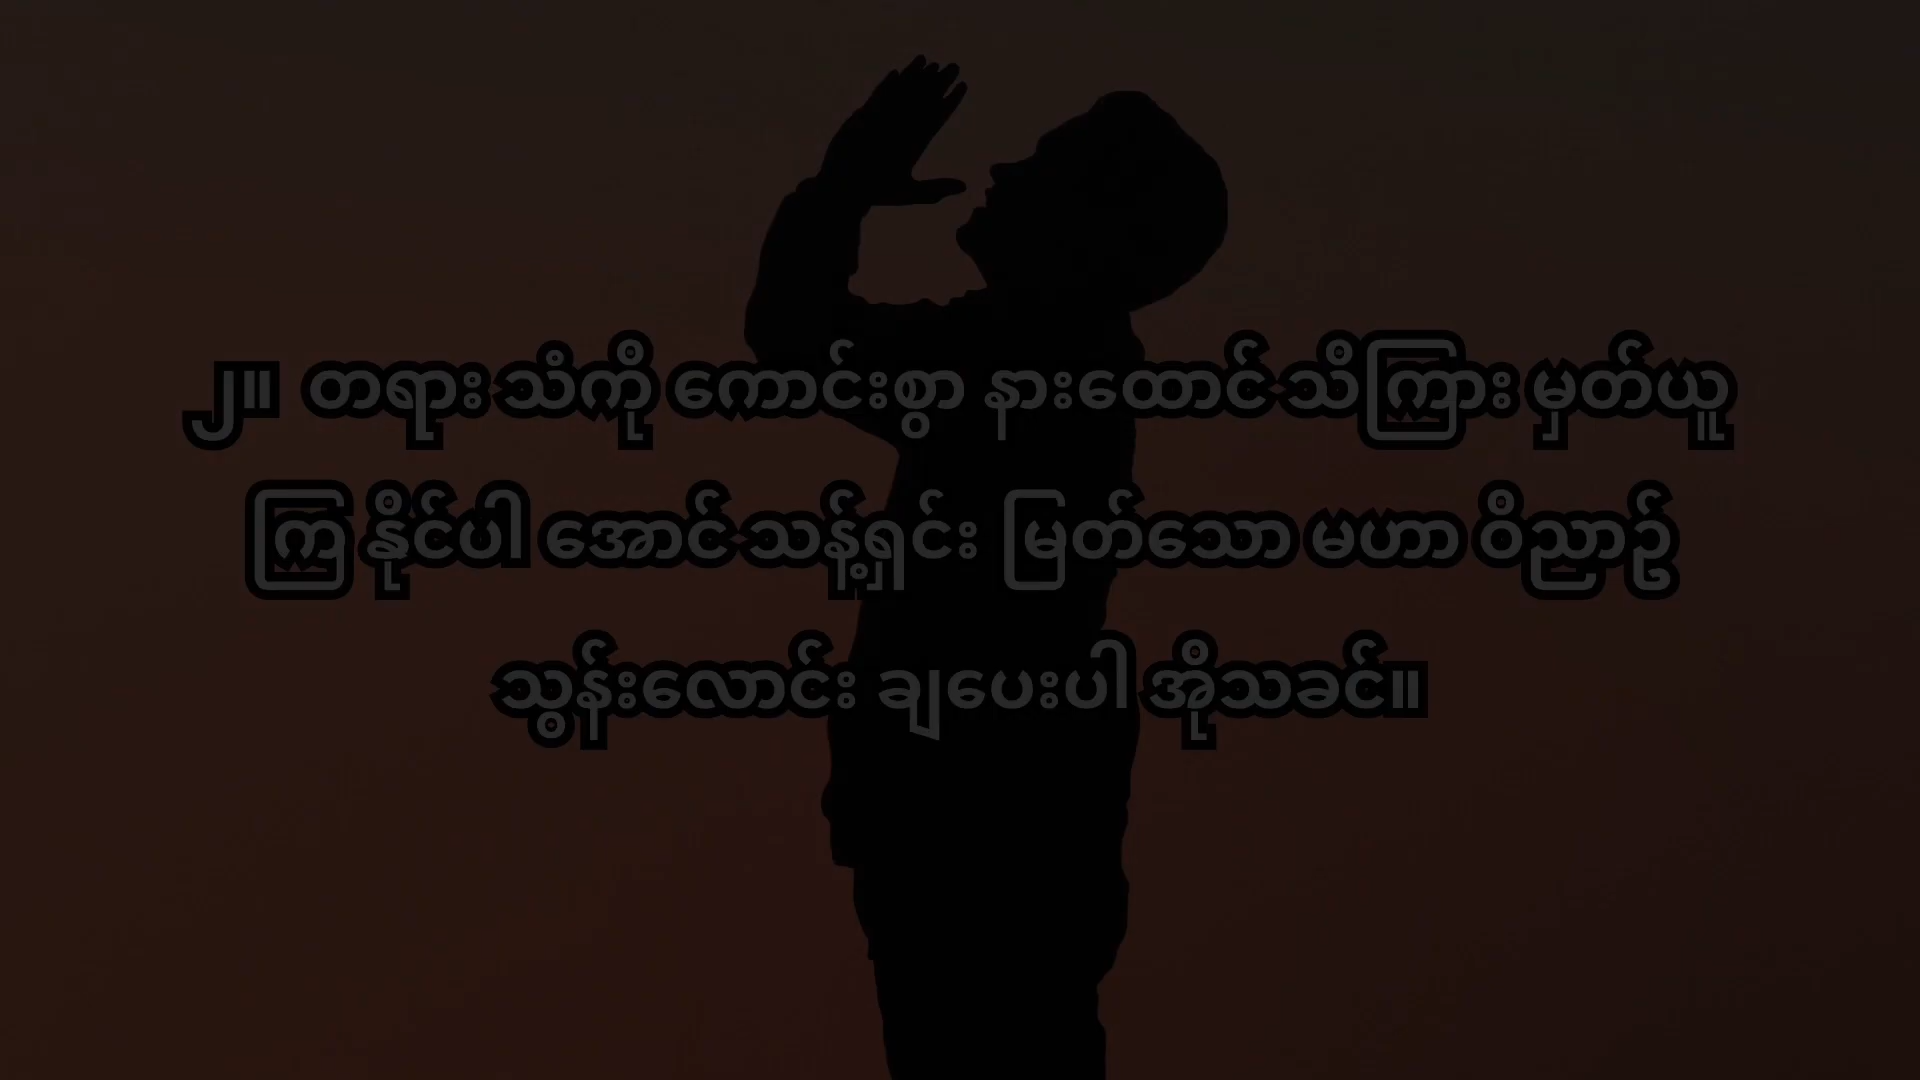 ၂။ တရားသံကို ကောင်းစွာ နားထောင်သိကြားမှတ်ယူ
ကြ နိုင်ပါ အောင်သန့်ရှင်း မြတ်သော မဟာ ဝိညာဉ်
သွန်းလောင်း ချပေးပါ အိုသခင်။